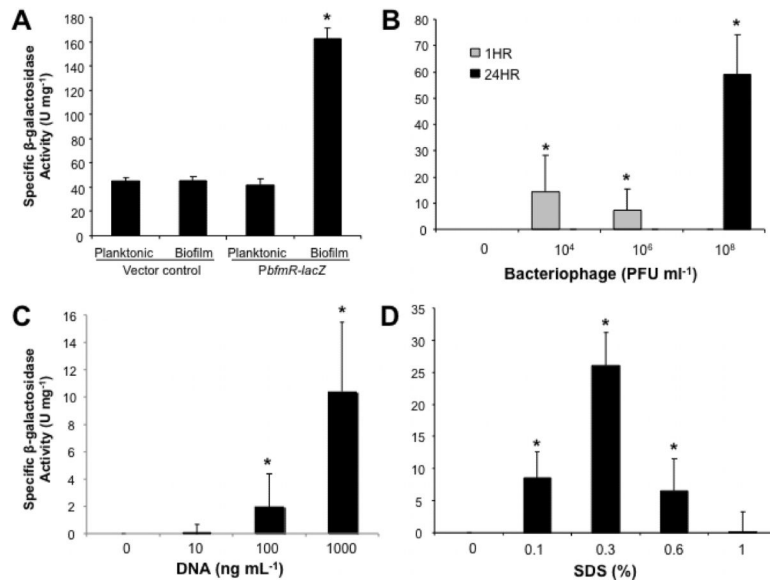 A
Specific β-galactosidase
Activity (U mg⁻¹)
180
160
140
120
100
80
60
40
20
0
*
Planktonic Biofilm Planktonic Biofilm
Vector control PbfmR-lacZ
B
80
70
60
50
40
30
20
10
0
1HR
24HR
* * *
0 10⁴ 10⁶ 10⁸
Bacteriophage (PFU ml⁻¹)
C
Specific β-galactosidase
Activity (U mg⁻¹)
16
14
12
10
8
6
4
2
0
* *
0 10 100 1000
DNA (ng mL⁻¹)
D
35
30
25
20
15
10
5
0
* * *
0 0.1 0.3 0.6 1
SDS (%)